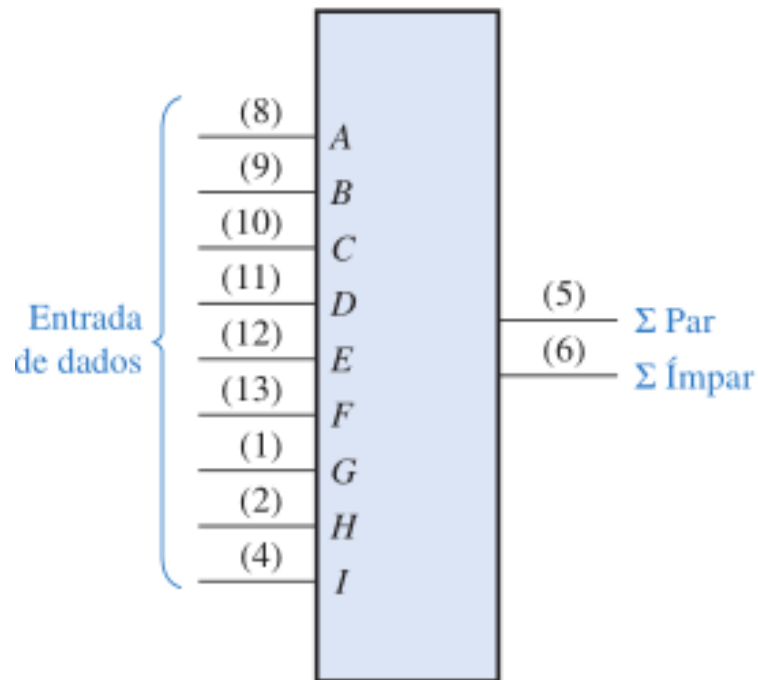 (8)
A
(9)
B
(10)
C
(11)
D
(12)
E
(13)
F
(1)
G
(2)
H
(4)
I
Entrada
de dados
(5)
Σ Par
(6)
Σ Ímpar